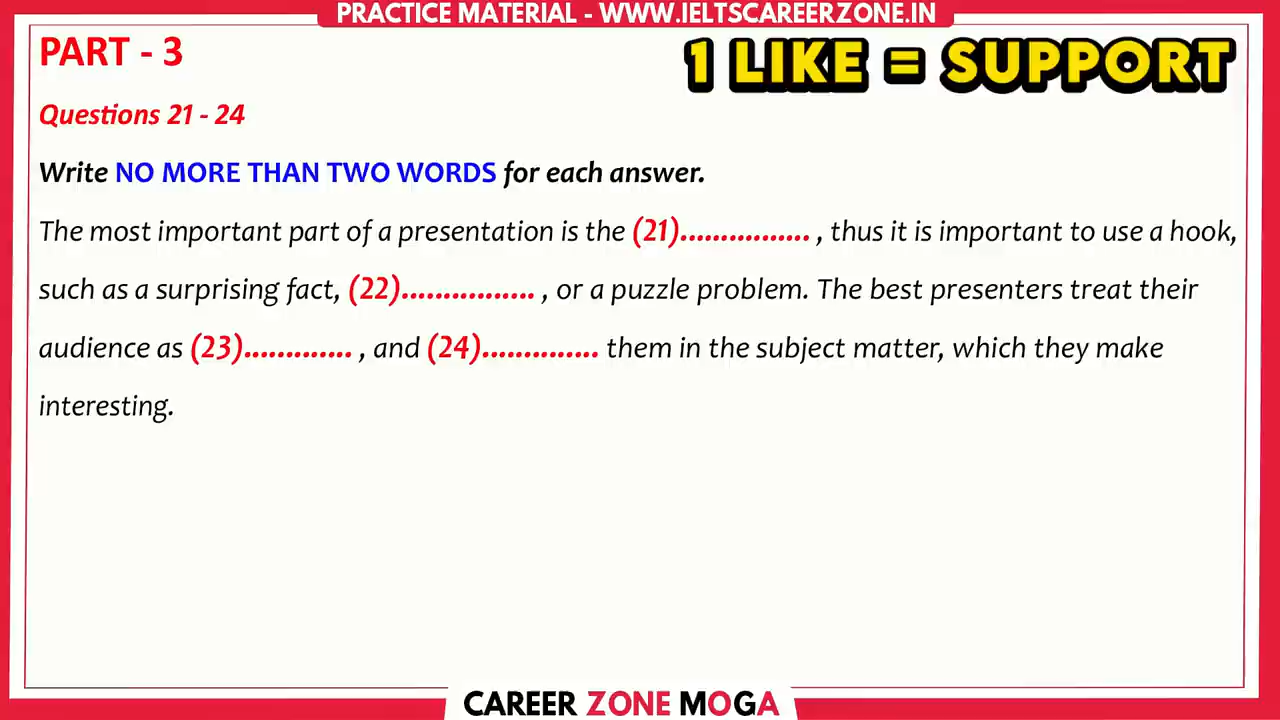 PRACTICE MATERIAL - WWW.IELTSCAREERZONE.IN
PART - 3
1 LIKE = SUPPORT
Questions 21 - 24
Write NO MORE THAN TWO WORDS for each answer.
The most important part of a presentation is the (21)................ , thus it is important to use a hook,
such as a surprising fact, (22)................ , or a puzzle problem. The best presenters treat their
audience as (23)............. , and (24).............. them in the subject matter, which they make
interesting.
CAREER ZONE MOGA